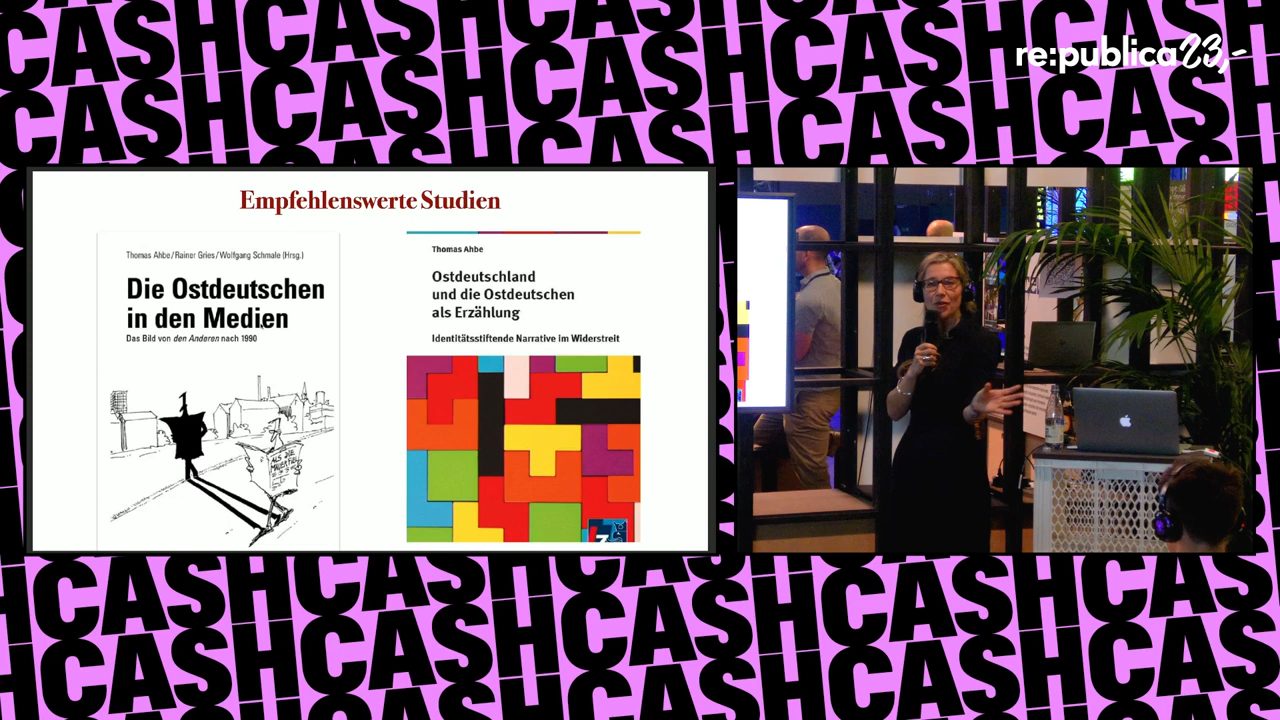 re:publica23,-
CASHCASHCASH
Empfehlenswerte Studien
Thomas Ahbe/Rainer Gries/Wolfgang Schmale (Hrsg.)
Die Ostdeutschen
in den Medien
Das Bild von den Anderen nach 1990
Thomas Ahbe
Ostdeutschland
und die Ostdeutschen
als Erzählung
Identitätsstiftende Narrative im Widerstreit